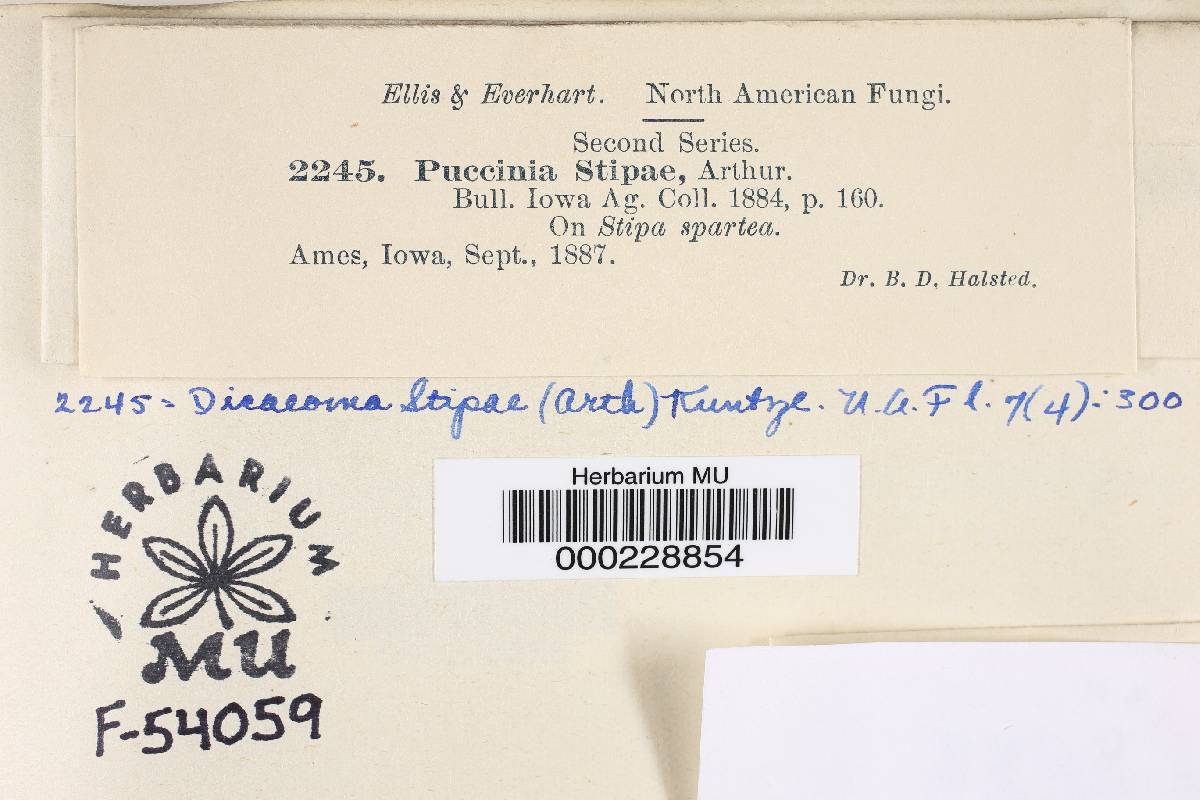 Ellis & Everhart. North American Fungi.
Second Series.
2245. Puccinia Stipae, Arthur.
Bull. Iowa Ag. Coll. 1884, p. 160.
On Stipa spartea.
Ames, Iowa, Sept., 1887.
Dr. B. D. Halsted.
2245 = Dicaeoma Stipae (Arth) Kuntze. N.A.Fl. 7(4):300
HERBARIUM
MU
F-54059
Herbarium MU
000228854